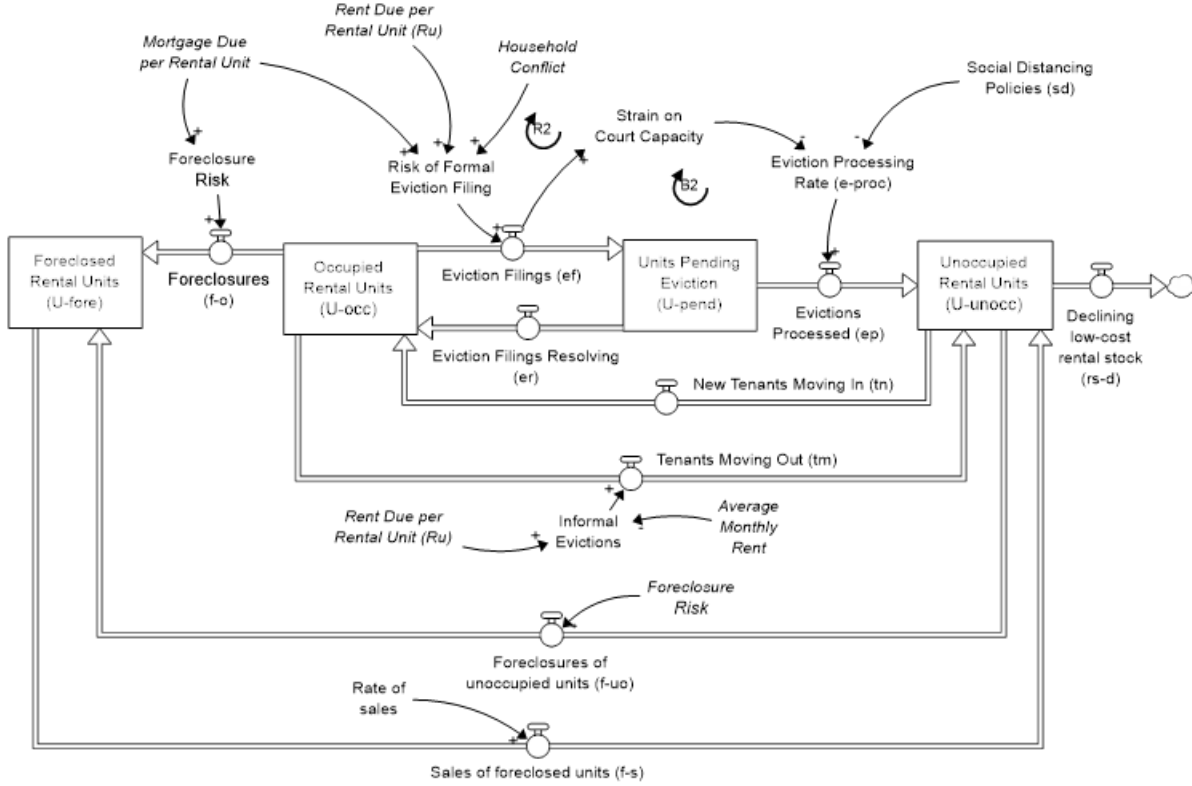 Rent Due per
Rental Unit (Ru)
Mortgage Due
per Rental Unit
Household
Conflict
Social Distancing
Policies (sd)
Strain on
Court Capacity
R2
B2
Foreclosure
Risk
Risk of Formal
Eviction Filing
Eviction Processing
Rate (e-proc)
Foreclosed
Rental Units
(U-fore)
Foreclosures
(f-o)
Occupied
Rental Units
(U-occ)
Eviction Filings (ef)
Units Pending
Eviction
(U-pend)
Evictions
Processed (ep)
Unoccupied
Rental Units
(U-unocc)
Declining
low-cost
rental stock
(rs-d)
Eviction Filings Resolving
(er)
New Tenants Moving In (tn)
Tenants Moving Out (tm)
Rent Due per
Rental Unit (Ru)
Informal
Evictions
Average
Monthly
Rent
Foreclosure
Risk
Foreclosures of
unoccupied units (f-uo)
Rate of
sales
Sales of foreclosed units (f-s)